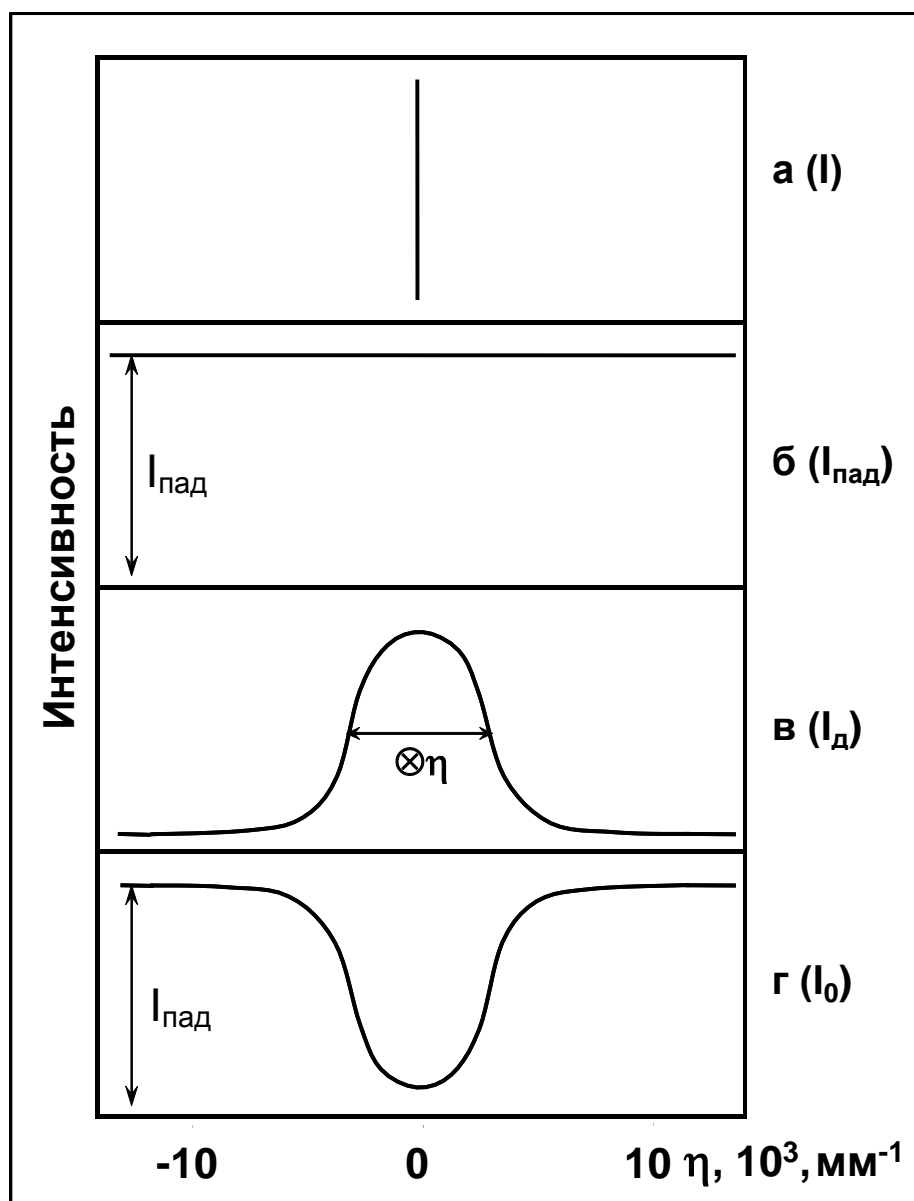 Интенсивность
а (I)
Iпад
б (Iпад)
⊗η
в (Iд)
Iпад
г (I0)
-10 0 10 η, 10³, мм⁻¹